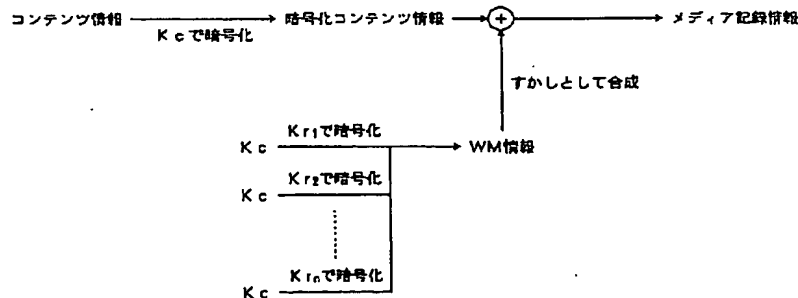 コンテンツ情報 Kcで暗号化 暗号化コンテンツ情報 + メディア記録情報
すかしとして合成
Kc Kr1で暗号化 WM情報
Kc Kr2で暗号化
Kc Krnで暗号化